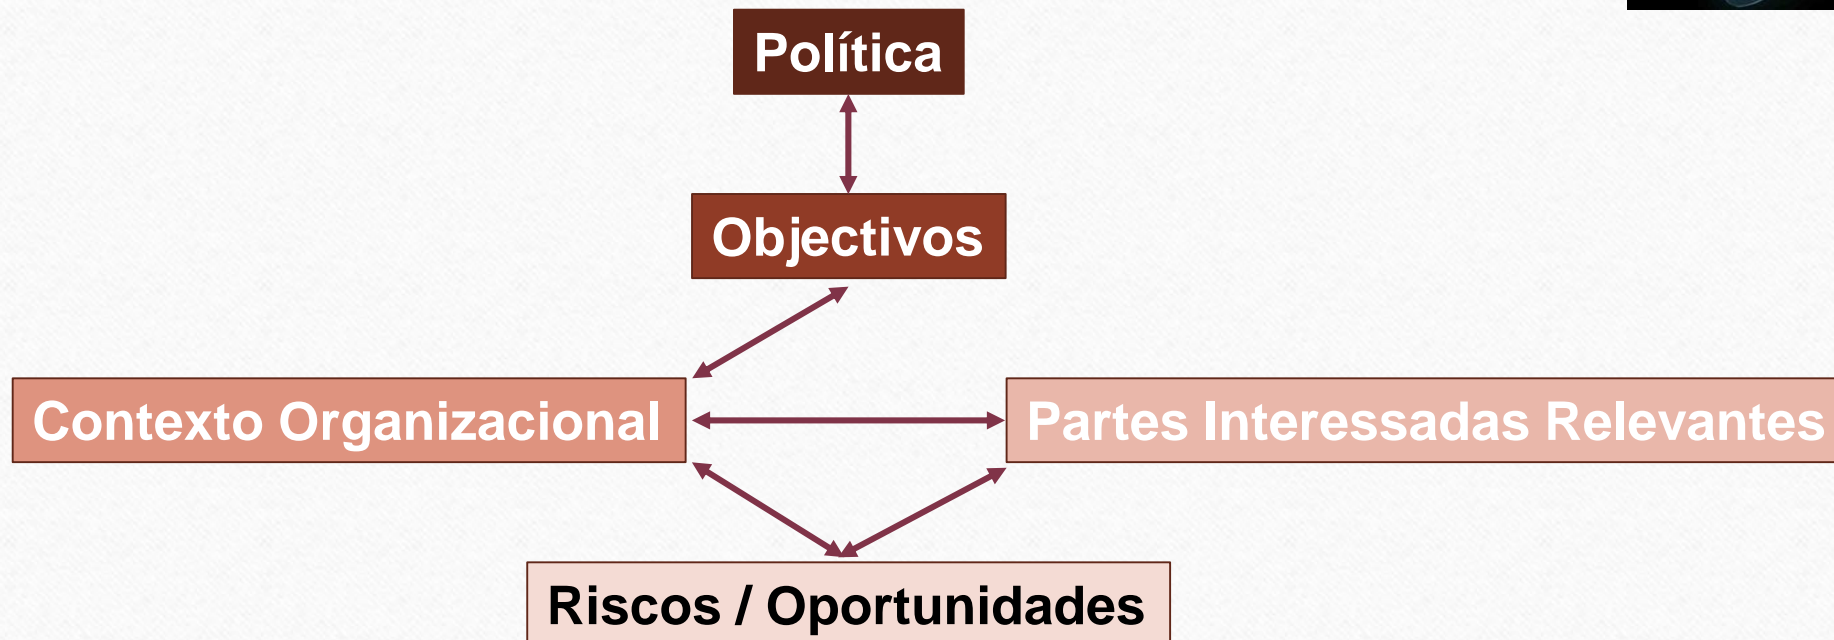 Política
Objectivos
Contexto Organizacional
Partes Interessadas Relevantes
Riscos / Oportunidades